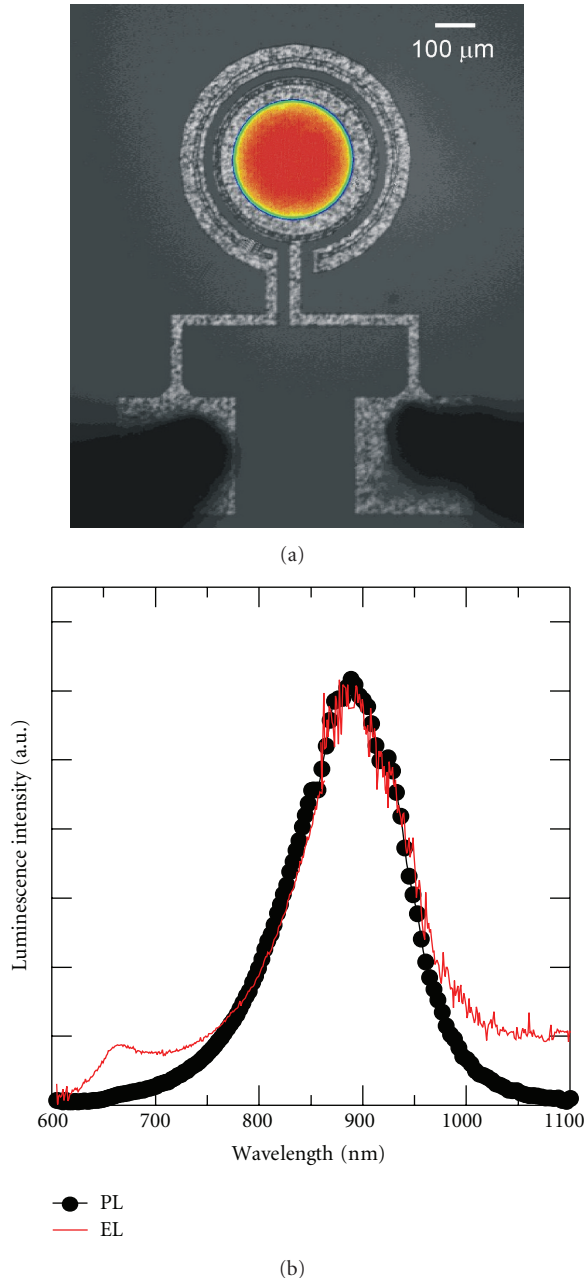 100 μm
(a)
Luminescence intensity (a.u.)
600 700 800 900 1000 1100
Wavelength (nm)
PL
EL
(b)